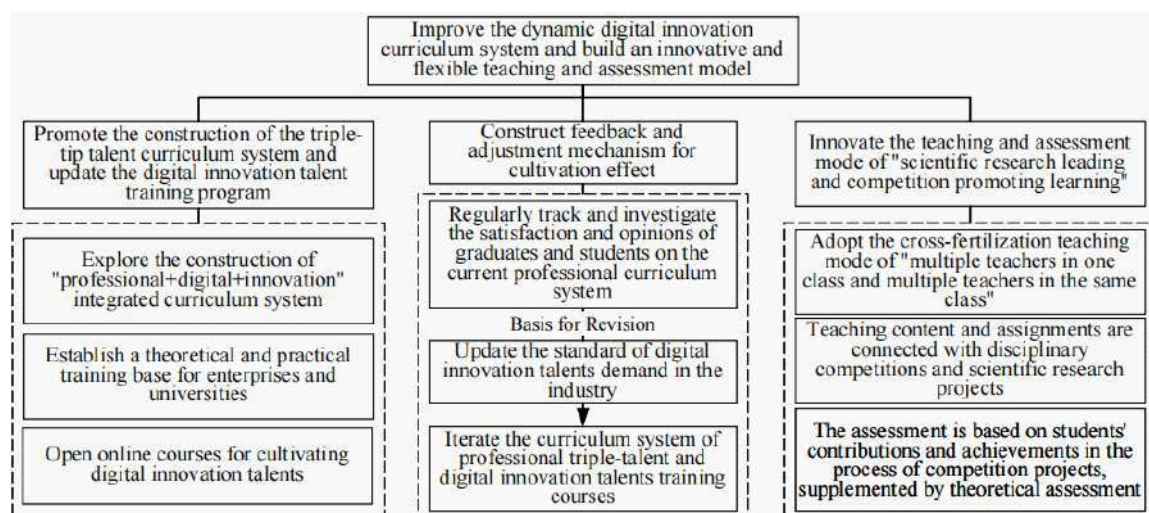 Improve the dynamic digital innovation
curriculum system and build an innovative and
flexible teaching and assessment model
Promote the construction of the triple-
tip talent curriculum system and
update the digital innovation talent
training program
Explore the construction of
"professional+digital+innovation"
integrated curriculum system
Establish a theoretical and practical
training base for enterprises and
universities
Open online courses for cultivating
digital innovation talents
Construct feedback and
adjustment mechanism for
cultivation effect
Regularly track and investigate
the satisfaction and opinions of
graduates and students on the
current professional curriculum
system
Basis for Revision
Update the standard of digital
innovation talents demand in the
industry
Iterate the curriculum system of
professional triple-talent and
digital innovation talents training
courses
Innovate the teaching and assessment
mode of "scientific research leading
and competition promoting learning"
Adopt the cross-fertilization teaching
mode of "multiple teachers in one
class and multiple teachers in the same
class"
Teaching content and assignments are
connected with disciplinary
competitions and scientific research
projects
The assessment is based on students'
contributions and achievements in the
process of competition projects,
supplemented by theoretical assessment